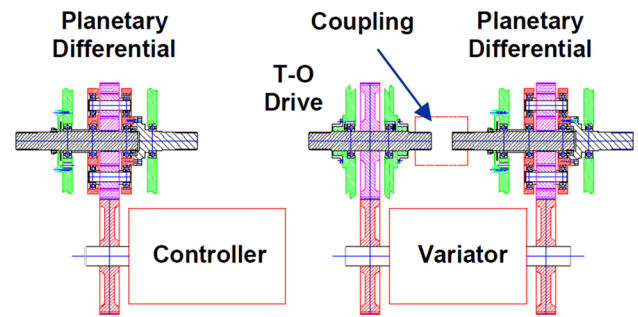 Planetary
Differential
Coupling
Planetary
Differential
T-O
Drive
Controller
Variator